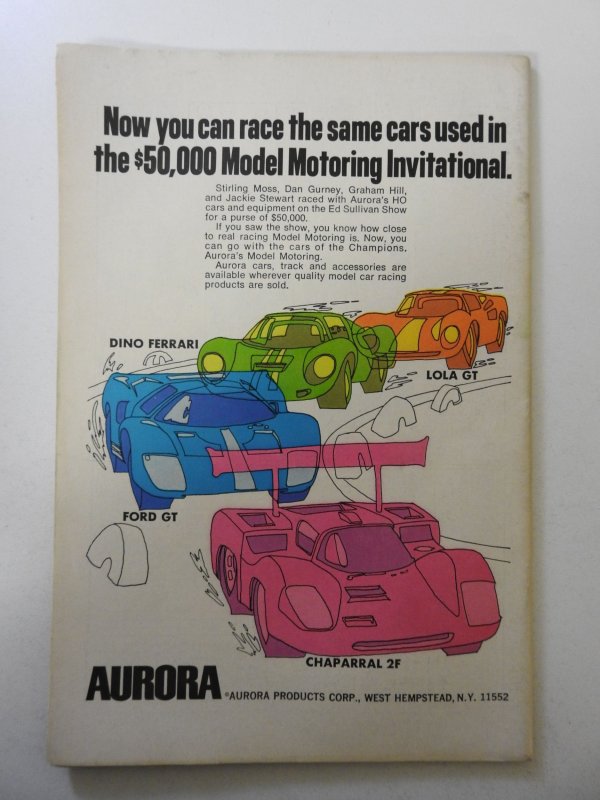 Now you can race the same cars used in
the $50,000 Model Motoring Invitational.
Stirling Moss, Dan Gurney, Graham Hill,
and Jackie Stewart raced with Aurora's HO
cars and equipment on the Ed Sullivan Show
for a purse of $50,000.
If you saw the show, you know how close
to real racing Model Motoring is. Now, you
can go with the cars of the Champions.
Aurora's Model Motoring.
Aurora cars, track and accessories are
available wherever quality model car racing
products are sold.
DINO FERRARI
LOLA GT
FORD GT
CHAPARRAL 2F
AURORA ®AURORA PRODUCTS CORP., WEST HEMPSTEAD, N.Y. 11552